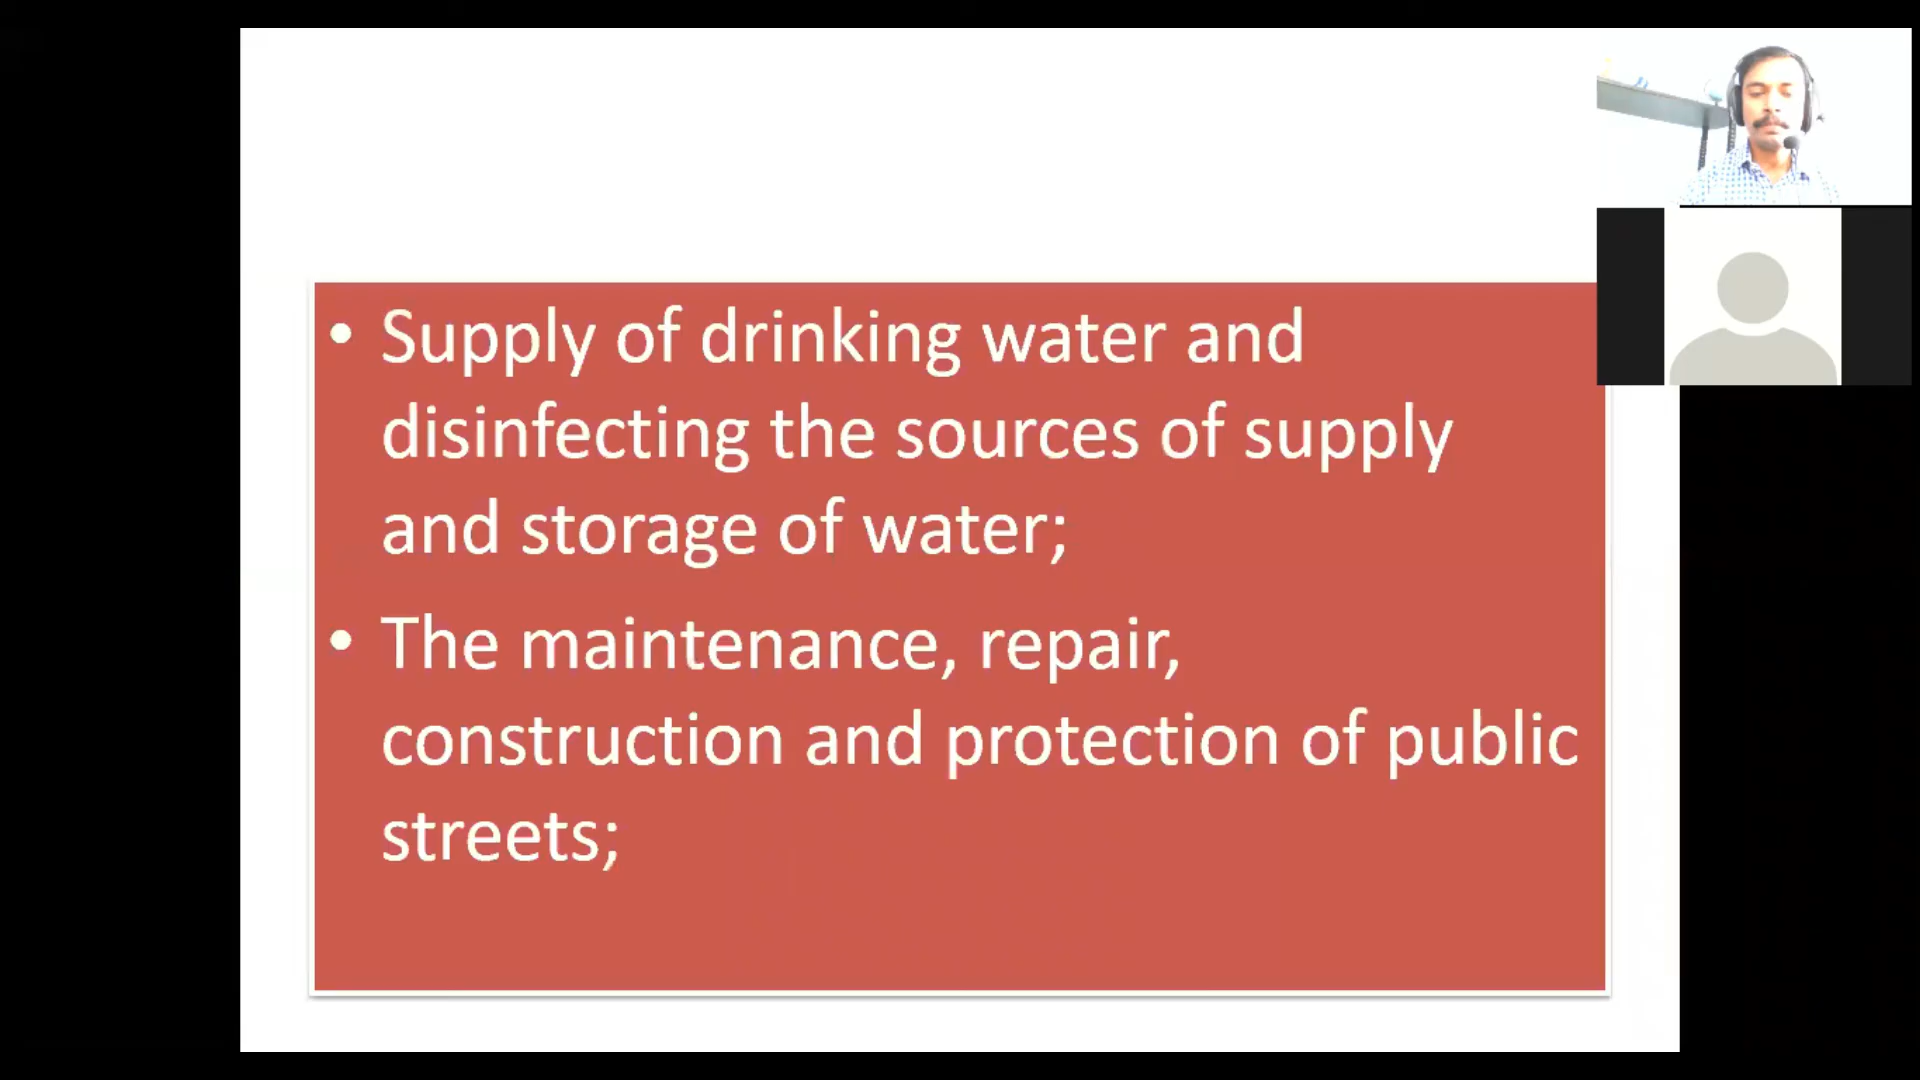 • Supply of drinking water and
disinfecting the sources of supply
and storage of water;
• The maintenance, repair,
construction and protection of public
streets;